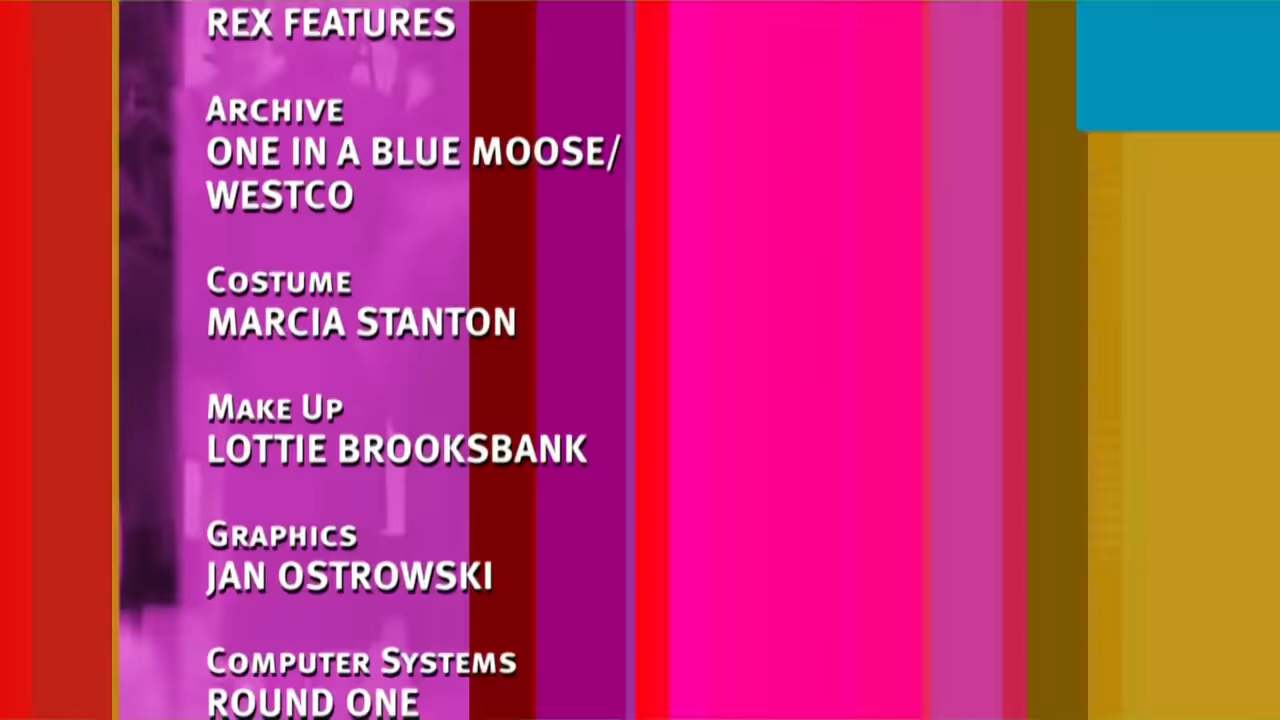 REX FEATURES
Archive
ONE IN A BLUE MOOSE/
WESTCO
Costume
MARCIA STANTON
Make Up
LOTTIE BROOKSBANK
Graphics
JAN OSTROWSKI
Computer Systems
ROUND ONE